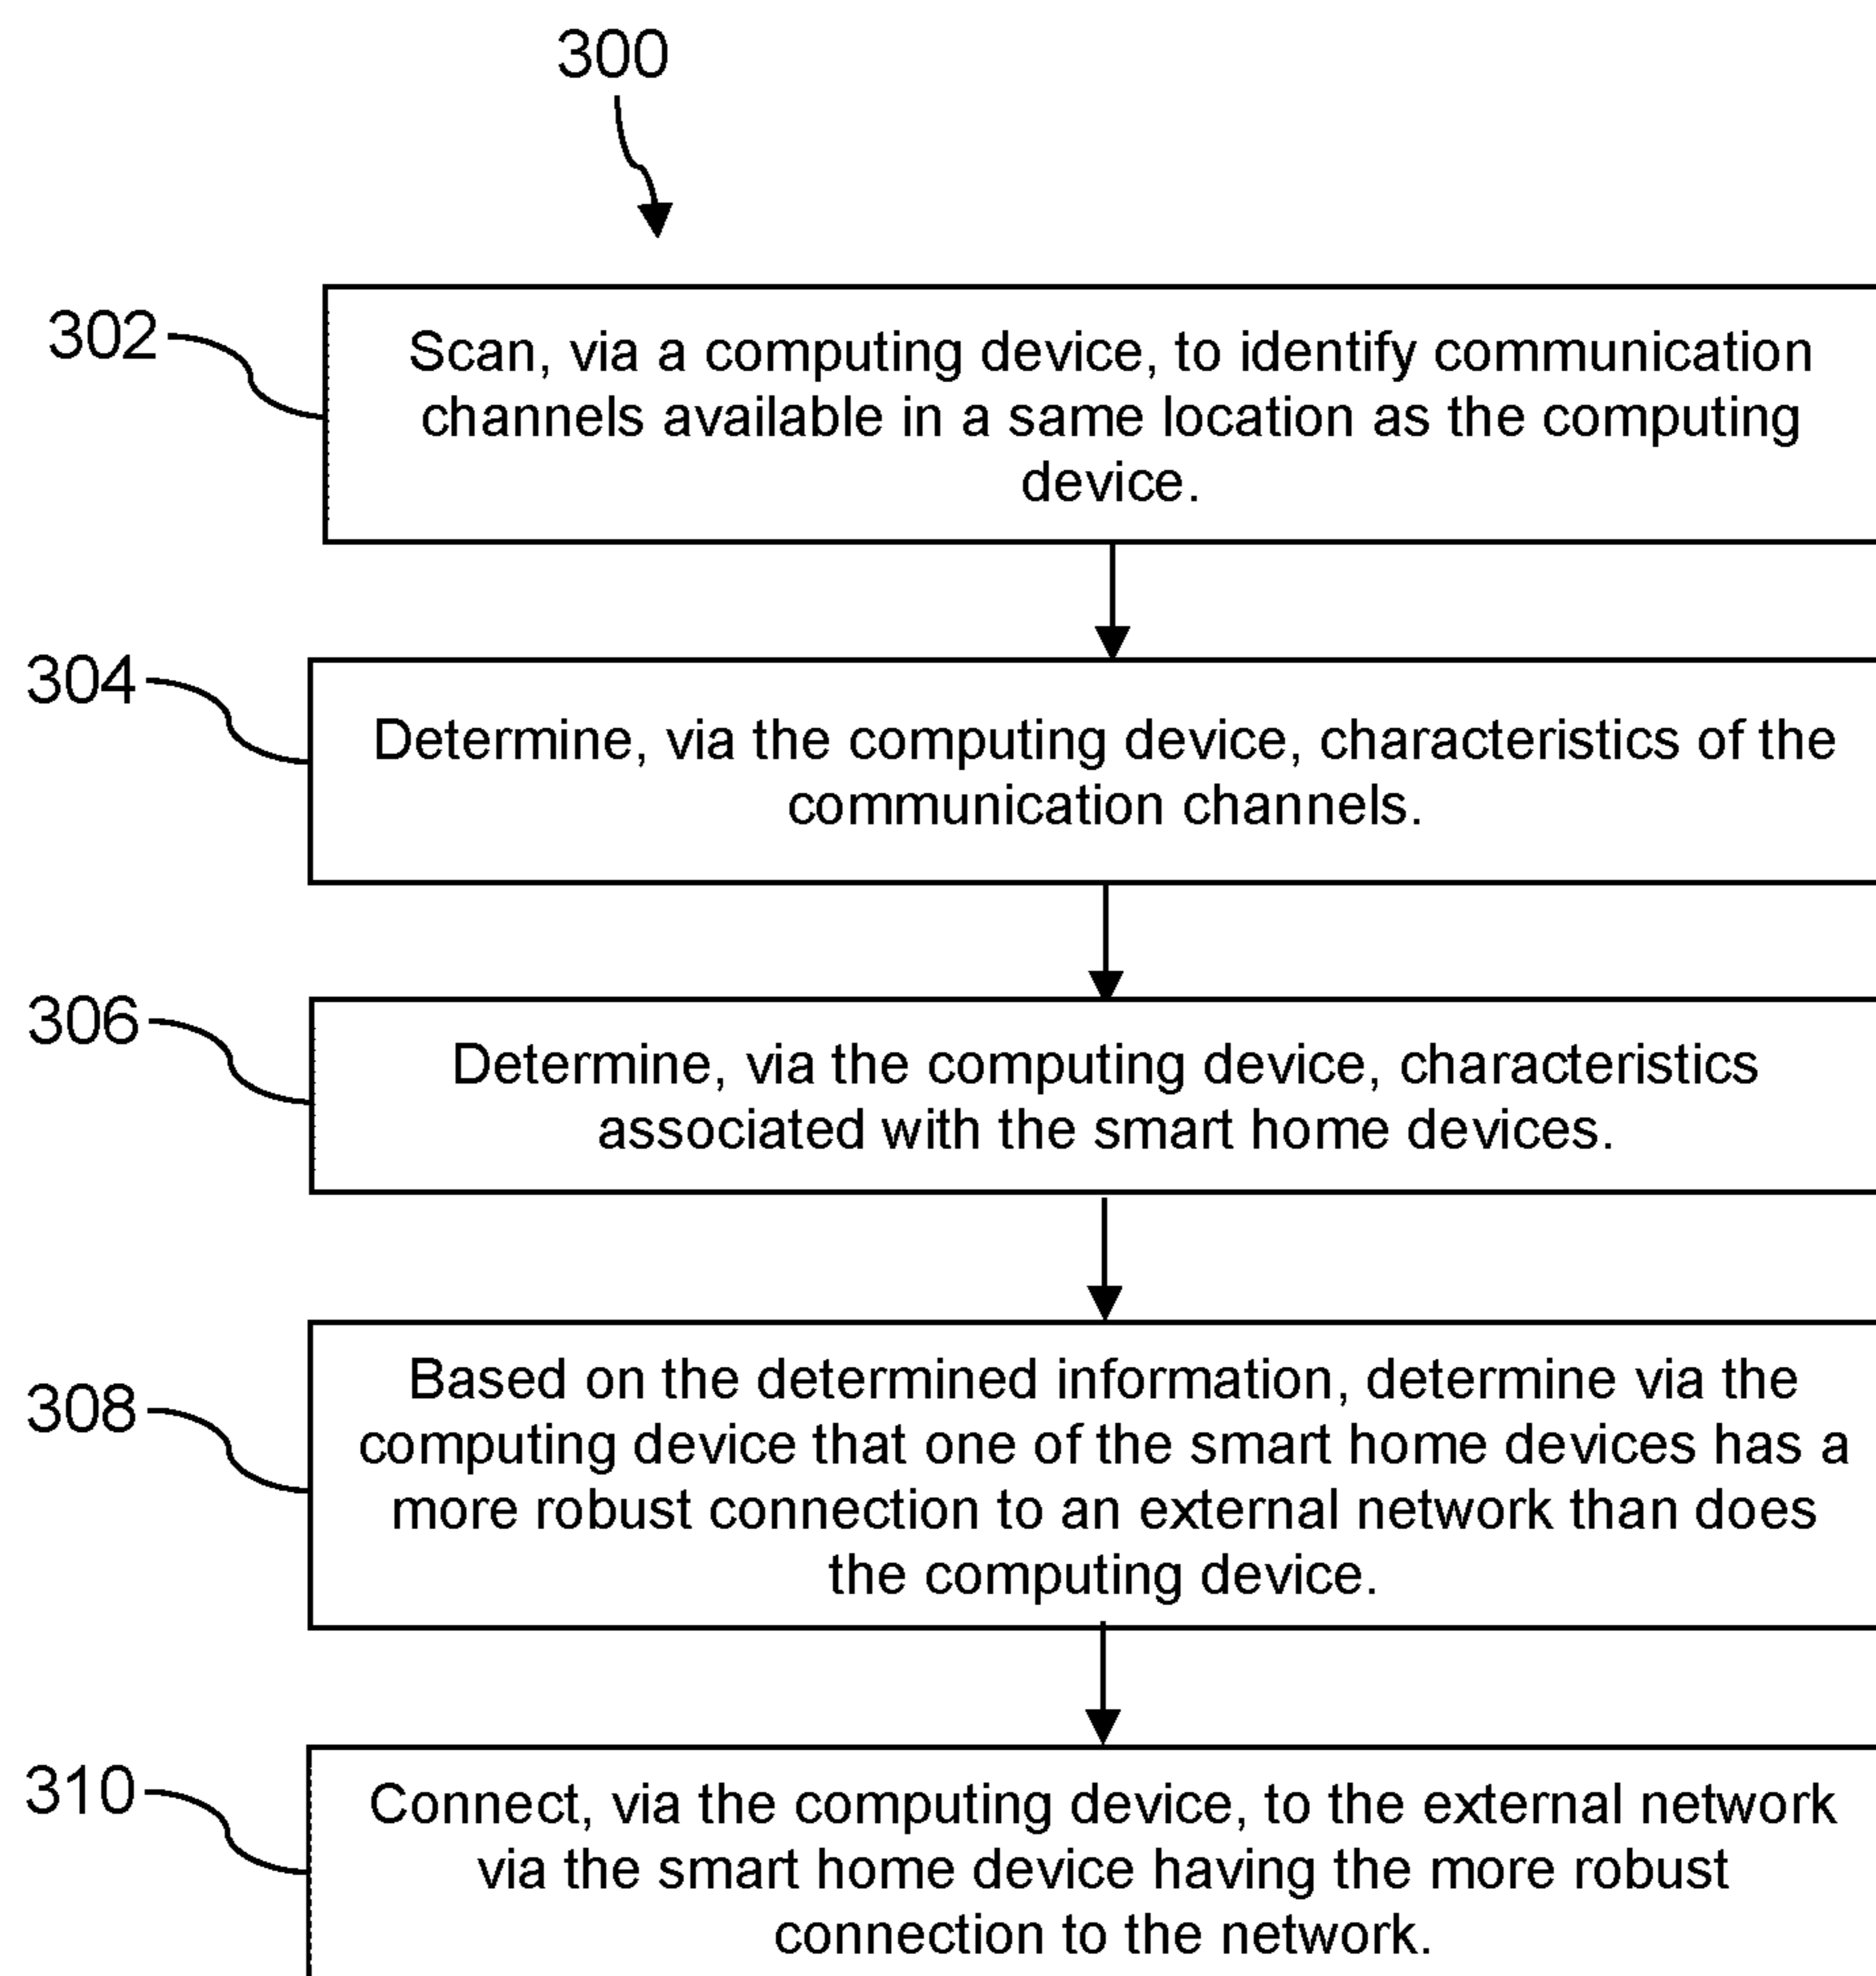 300
302
Scan, via a computing device, to identify communication
channels available in a same location as the computing
device.
304
Determine, via the computing device, characteristics of the
communication channels.
306
Determine, via the computing device, characteristics
associated with the smart home devices.
308
Based on the determined information, determine via the
computing device that one of the smart home devices has a
more robust connection to an external network than does
the computing device.
310
Connect, via the computing device, to the external network
via the smart home device having the more robust
connection to the network.